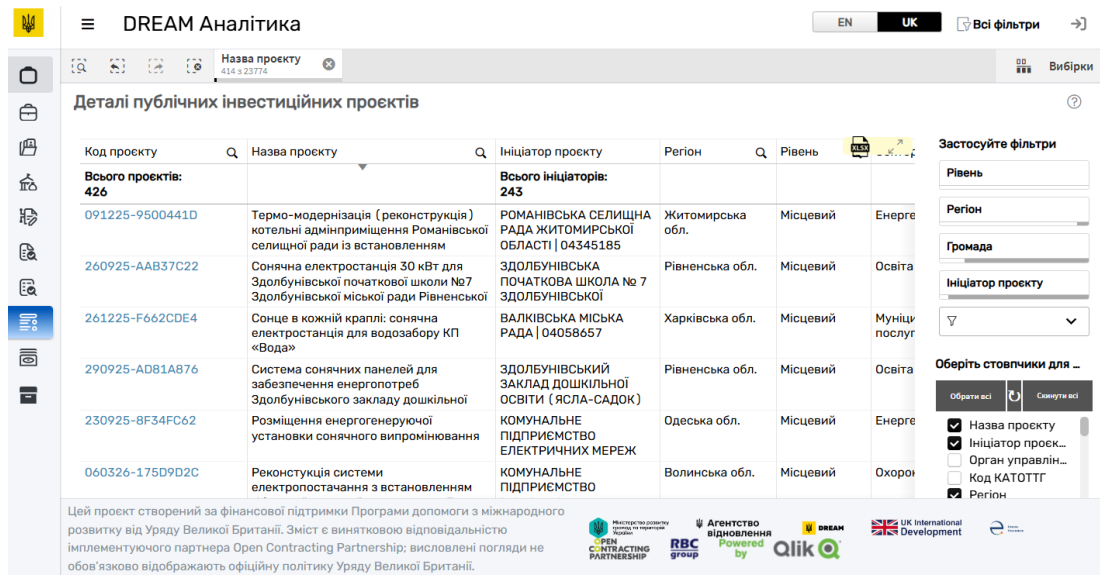 DREAM Аналітика
EN
UK
Всі фільтри
Назва проєкту
414 з 23774
Вибірки
Деталі публічних інвестиційних проєктів
Код проєкту
Назва проєкту
Ініціатор проєкту
Регіон
Рівень
XLSX
Всього проєктів:
426
Всього ініціаторів:
243
091225-9500441D
Термо-модернізація (реконструкція)
котельні адмінприміщення Романівської
селищної ради із встановленням
РОМАНІВСЬКА СЕЛИЩНА
РАДА ЖИТОМИРСЬКОЇ
ОБЛАСТІ | 04345185
Житомирська
обл.
Місцевий
Енерге
260925-AAB37C22
Сонячна електростанція 30 кВт для
Здолбунівської початкової школи №7
Здолбунівської міської ради Рівненської
ЗДОЛБУНІВСЬКА
ПОЧАТКОВА ШКОЛА № 7
ЗДОЛБУНІВСЬКОЇ
Рівненська обл.
Місцевий
Освіта
261225-F662CDE4
Сонце в кожній краплі: сонячна
електростанція для водозабору КП
«Вода»
ВАЛКІВСЬКА МІСЬКА
РАДА | 04058657
Харківська обл.
Місцевий
Муніци
послуг
290925-AD81A876
Система сонячних панелей для
забезпечення енергопотреб
Здолбунівського закладу дошкільної
ЗДОЛБУНІВСЬКИЙ
ЗАКЛАД ДОШКІЛЬНОЇ
ОСВІТИ (ЯСЛА-САДОК)
Рівненська обл.
Місцевий
Освіта
230925-8F34FC62
Розміщення енергогенеруючої
установки сонячного випромінювання
КОМУНАЛЬНЕ
ПІДПРИЄМСТВО
ЕЛЕКТРИЧНИХ МЕРЕЖ
Одеська обл.
Місцевий
Енерге
060326-175D9D2C
Реконстукція системи
електропостачання з встановленням
КОМУНАЛЬНЕ
ПІДПРИЄМСТВО
Волинська обл.
Місцевий
Охорон
Застосуйте фільтри
Рівень
Регіон
Громада
Ініціатор проєкту
Оберіть стовпчики для ...
Обрати всі
Скинути всі
Назва проєкту
Ініціатор проєк...
Орган управлін...
Код КАТОТТГ
Регіон
Цей проєкт створений за фінансової підтримки Програми допомоги з міжнародного
розвитку від Уряду Великої Британії. Зміст є винятковою відповідальністю
імплементуючого партнера Open Contracting Partnership; висловлені погляди не
обов'язково відображають офіційну політику Уряду Великої Британії.
Міністерство розвитку
громад та територій
України
Агентство
відновлення
DREAM
UK International
Development
OPEN
CONTRACTING
PARTNERSHIP
RBC
group
Powered
by
Qlik